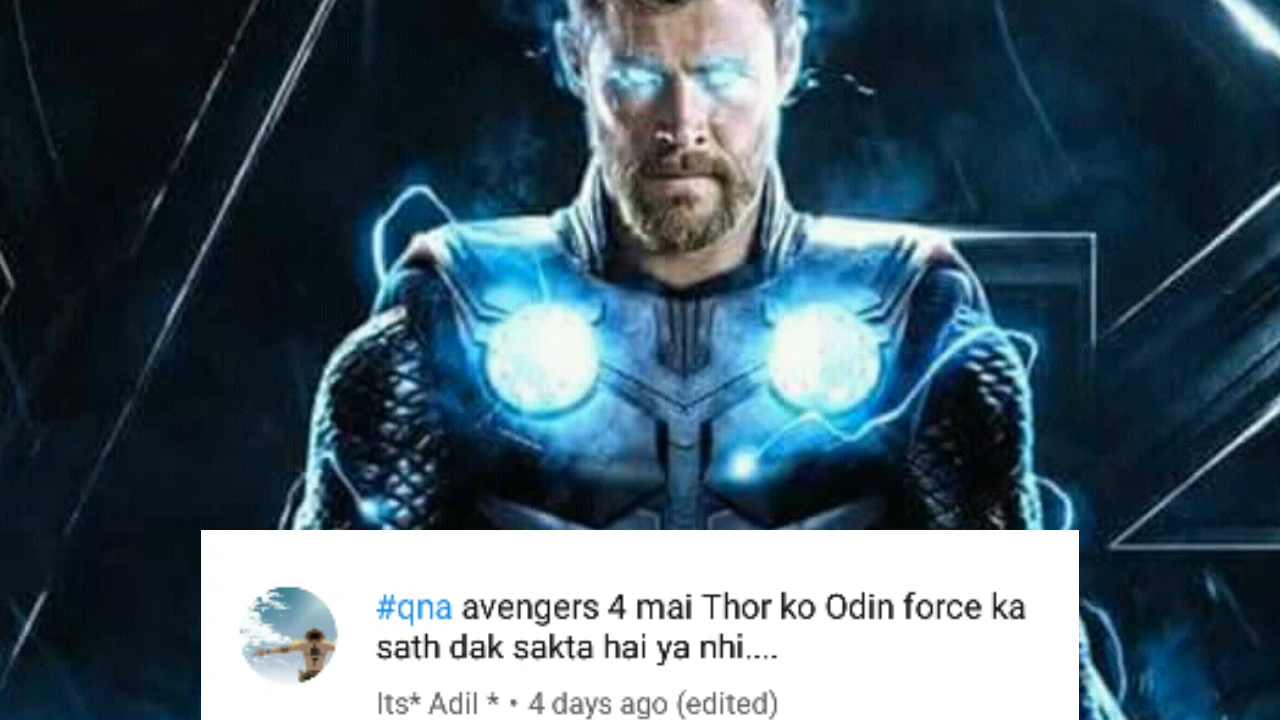 #qna avengers 4 mai Thor ko Odin force ka
sath dak sakta hai ya nhi....
Its* Adil * • 4 days ago (edited)